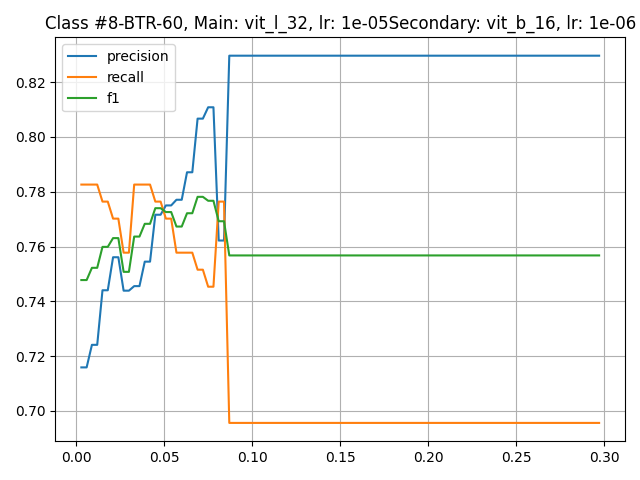 Class #8-BTR-60, Main: vit_l_32, lr: 1e-05Secondary: vit_b_16, lr: 1e-06
precision
recall
f1
0.82
0.80
0.78
0.76
0.74
0.72
0.70
0.00 0.05 0.10 0.15 0.20 0.25 0.30